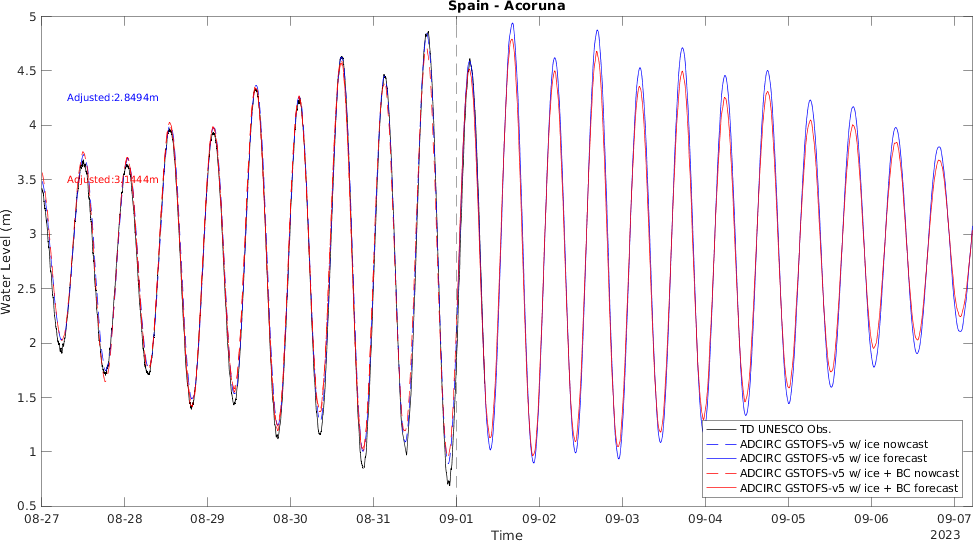 Spain - Acoruna
5
4.5
4
3.5
3
2.5
2
1.5
1
0.5
Water Level (m)
Adjusted:2.8494m
Adjusted:3.1444m
TD UNESCO Obs.
ADCIRC GSTOFS-v5 w/ ice nowcast
ADCIRC GSTOFS-v5 w/ ice forecast
ADCIRC GSTOFS-v5 w/ ice + BC nowcast
ADCIRC GSTOFS-v5 w/ ice + BC forecast
08-27 08-28 08-29 08-30 08-31 09-01 09-02 09-03 09-04 09-05 09-06 09-07
2023
Time